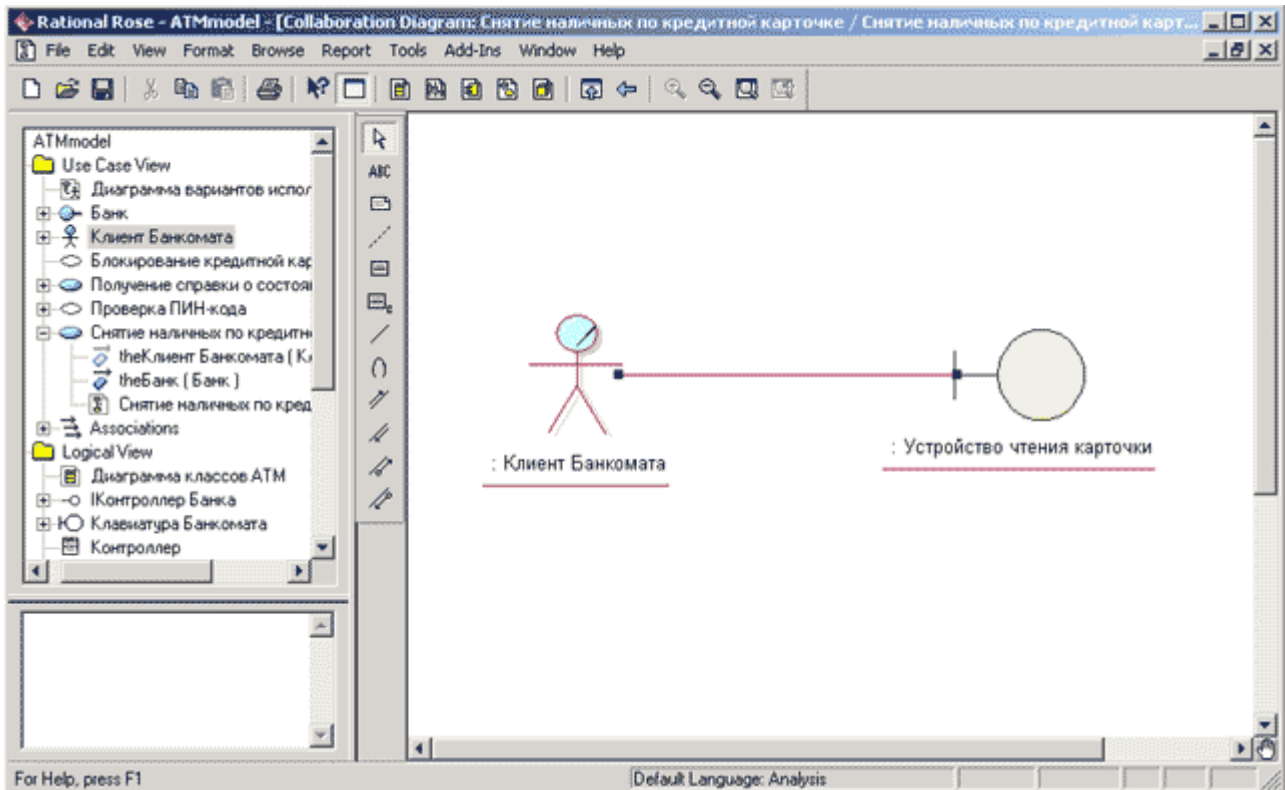 Rational Rose - ATMmodel - [Collaboration Diagram: Снятие наличных по кредитной карточке / Снятие наличных по кредитной карт...
File Edit View Format Browse Report Tools Add-Ins Window Help
ATMmodel
Use Case View
Диаграмма вариантов испол
Банк
Клиент Банкомата
Блокирование кредитной кар
Получение справки о состоя
Проверка ПИН-кода
Снятие наличных по кредитн
theКлиент Банкомата ( Кл
theБанк ( Банк )
Снятие наличных по кред
Associations
Logical View
Диаграмма классов АТМ
IКонтроллер Банка
Клавиатура Банкомата
Контроллер
ABC
: Клиент Банкомата
: Устройство чтения карточки
For Help, press F1
Default Language: Analysis